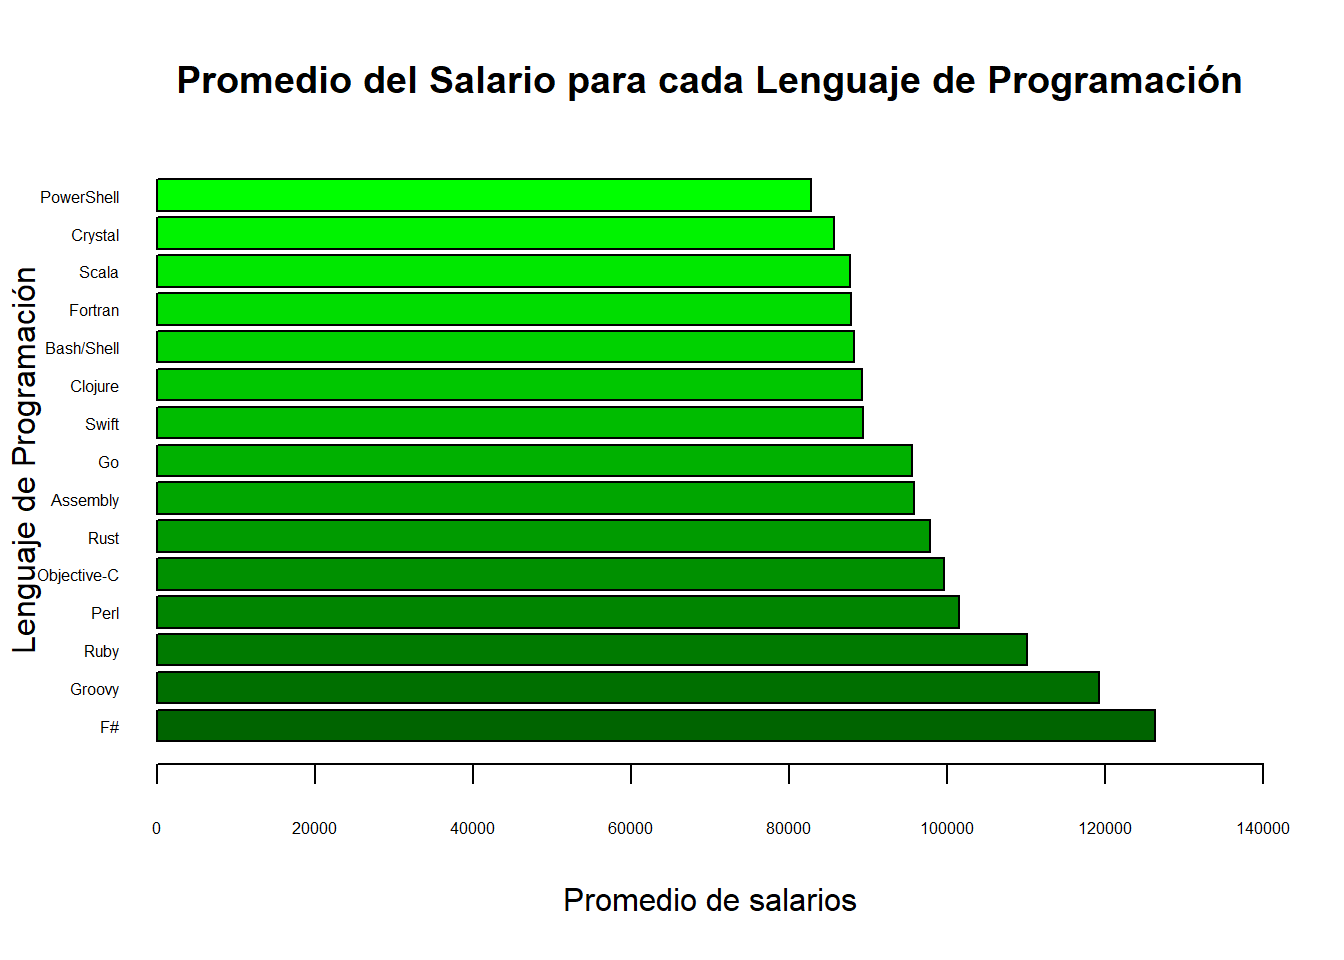 Promedio del Salario para cada Lenguaje de Programación
Lenguaje de Programación
PowerShell
Crystal
Scala
Fortran
Bash/Shell
Clojure
Swift
Go
Assembly
Rust
Objective-C
Perl
Ruby
Groovy
F#
0 20000 40000 60000 80000 100000 120000 140000
Promedio de salarios